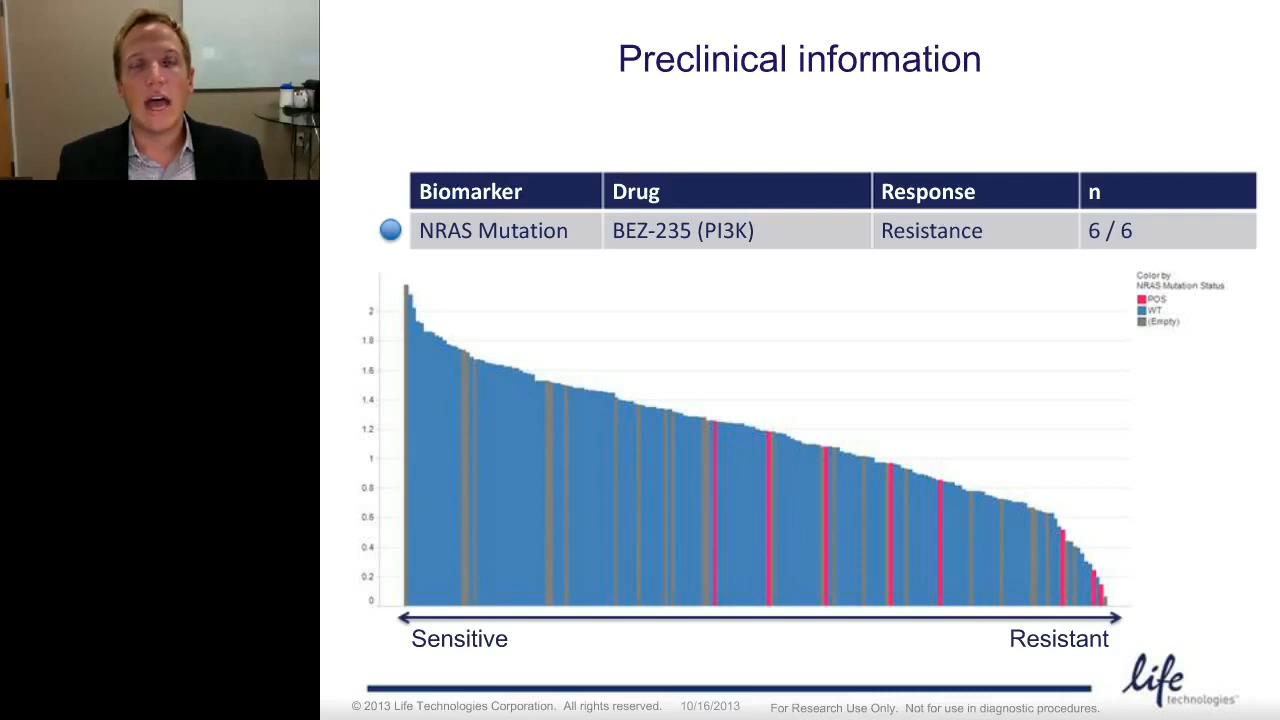 Preclinical information
Biomarker Drug Response n
NRAS Mutation BEZ-235 (PI3K) Resistance 6 / 6
Color by
NRAS Mutation Status
POS
WT
(Empty)
2
1.8
1.6
1.4
1.2
1
0.8
0.6
0.4
0.2
0
Sensitive Resistant
life
technologies™
© 2013 Life Technologies Corporation. All rights reserved. 10/16/2013 For Research Use Only. Not for use in diagnostic procedures.